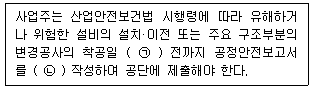 사업주는 산업안전보건법 시행령에 따라 유해하거
나 위험한 설비의 설치·이전 또는 주요 구조부분의
변경공사의 착공일 ( ㉠ ) 전까지 공정안전보고서
를 ( ㉡ ) 작성하여 공단에 제출해야 한다.